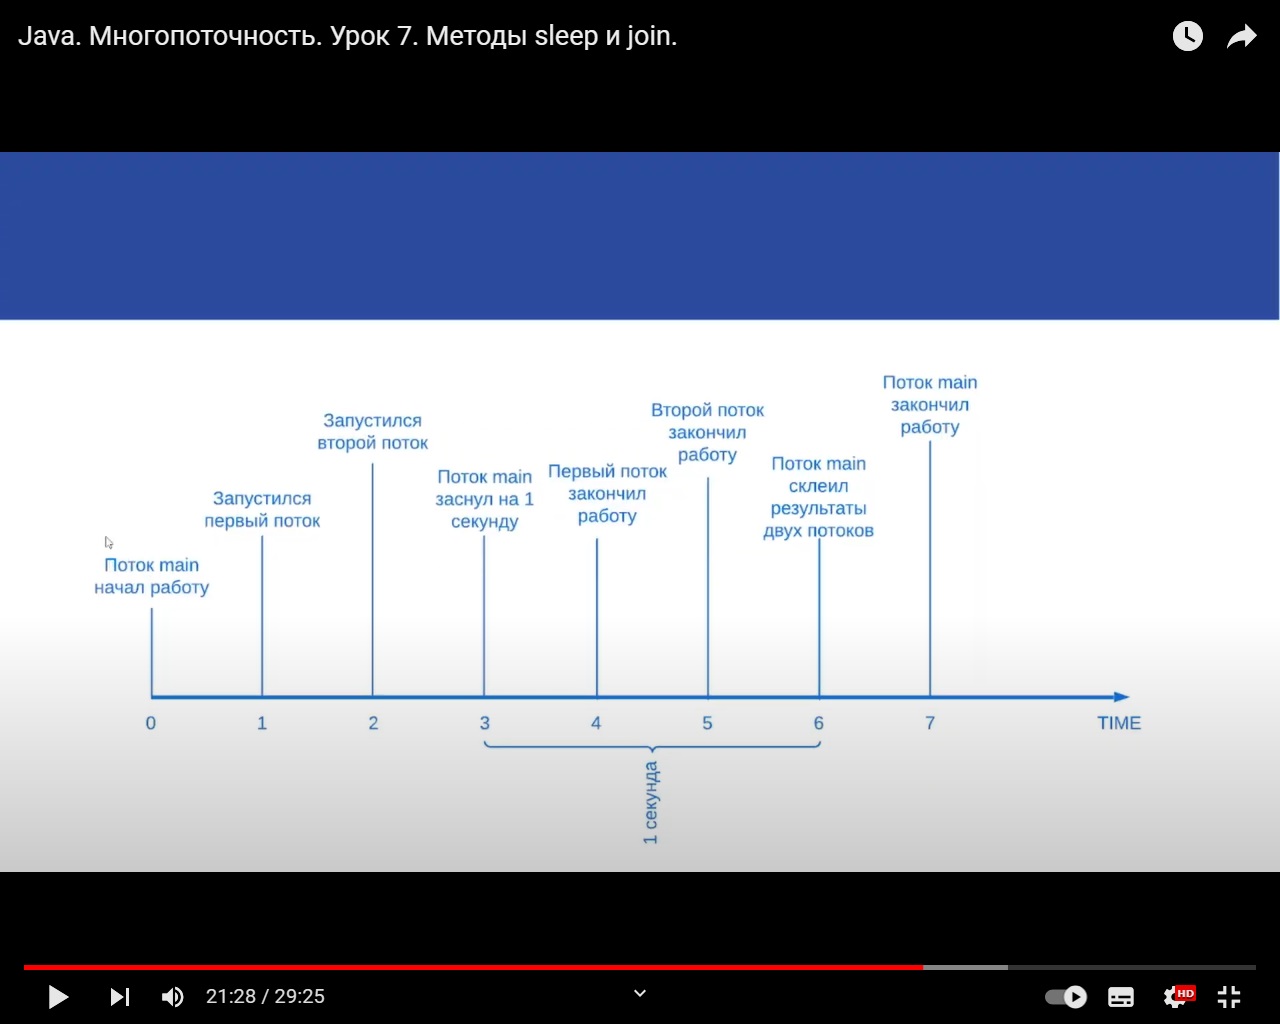 Java. Многопоточность. Урок 7. Методы sleep и join.
Поток main
начал работу
Запустился
первый поток
Запустился
второй поток
Поток main
заснул на 1
секунду
Первый поток
закончил
работу
Второй поток
закончил
работу
Поток main
склеил
результаты
двух потоков
Поток main
закончил
работу
0 1 2 3 4 5 6 7 TIME
1 секунда
21:28 / 29:25
HD